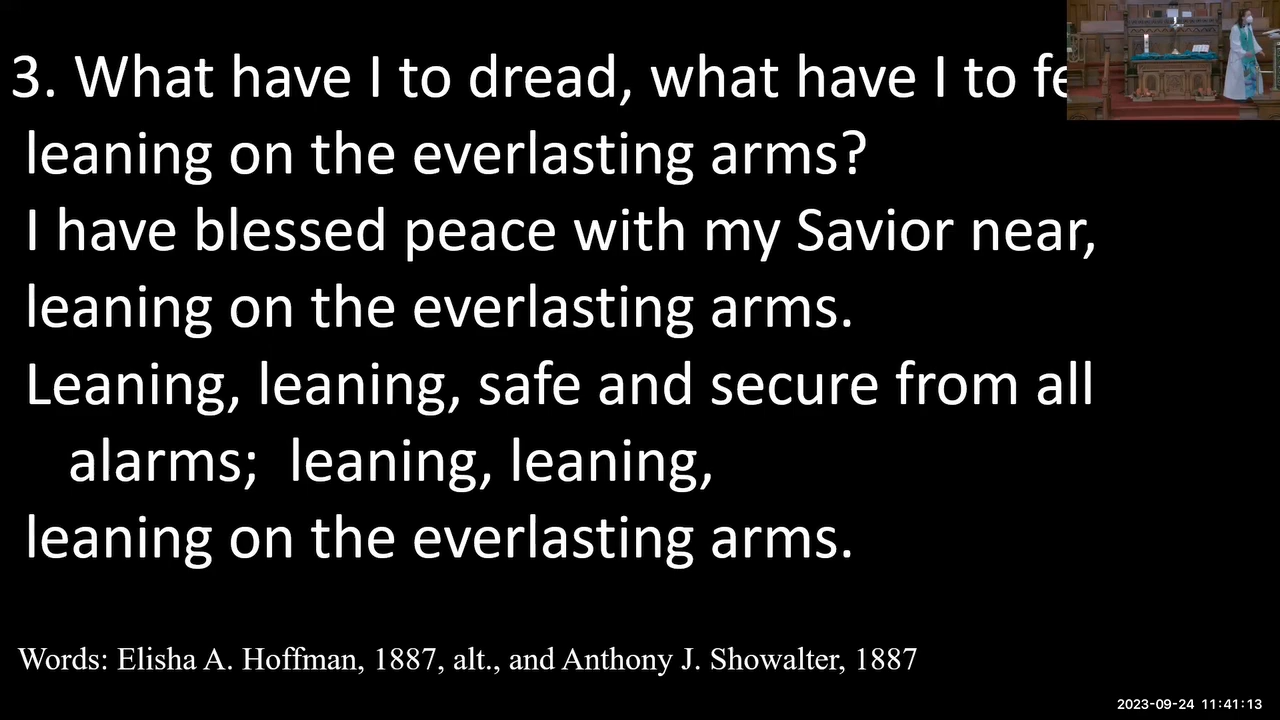 3. What have I to dread, what have I to
leaning on the everlasting arms?
I have blessed peace with my Savior near,
leaning on the everlasting arms.
Leaning, leaning, safe and secure from all
alarms; leaning, leaning,
leaning on the everlasting arms.
Words: Elisha A. Hoffman, 1887, alt., and Anthony J. Showalter, 1887
2023-09-24 11:41:13